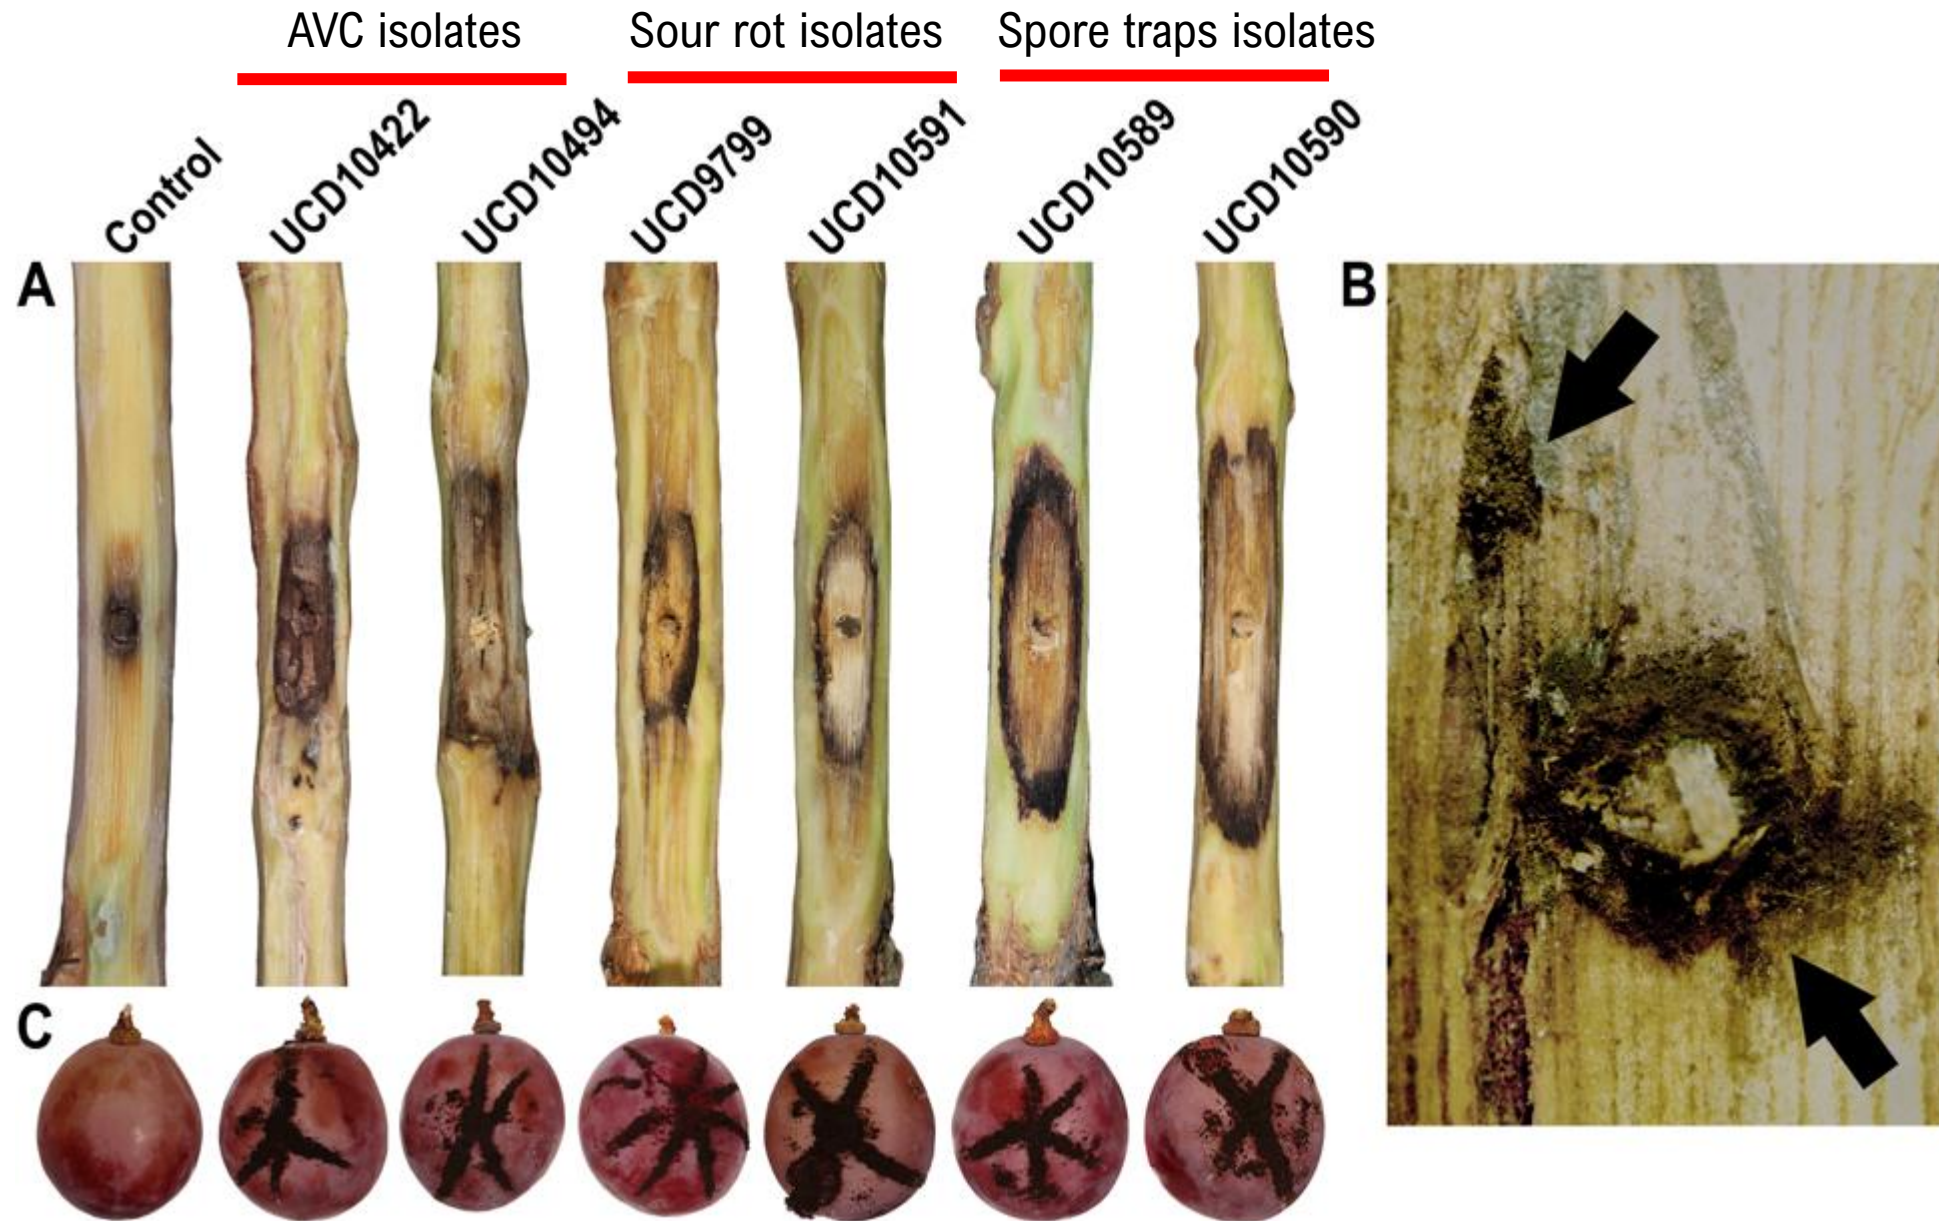 AVC isolates
Sour rot isolates
Spore traps isolates
Control
UCD10422
UCD10494
UCD9799
UCD10591
UCD10589
UCD10590
A
B
C